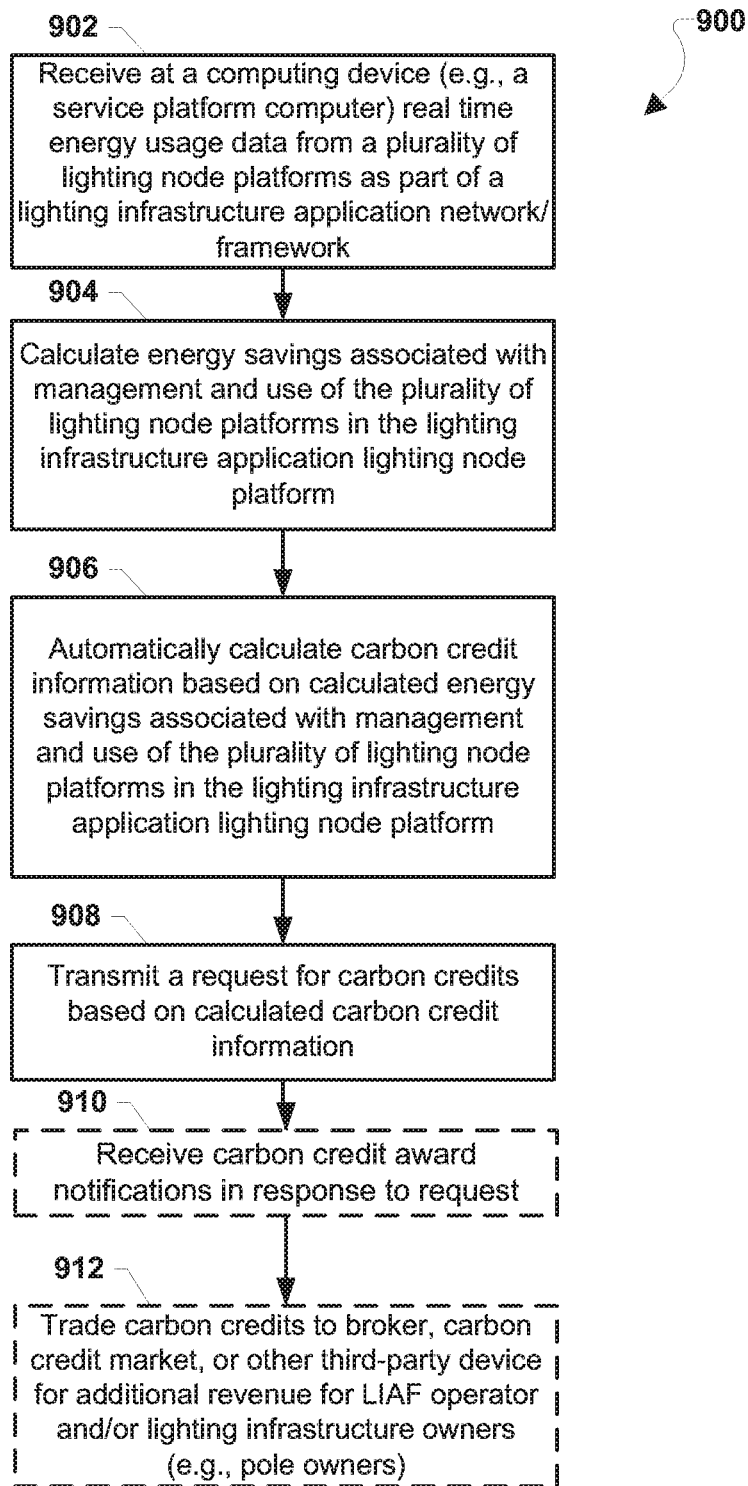 900
902
Receive at a computing device (e.g., a
service platform computer) real time
energy usage data from a plurality of
lighting node platforms as part of a
lighting infrastructure application network/
framework
904
Calculate energy savings associated with
management and use of the plurality of
lighting node platforms in the lighting
infrastructure application lighting node
platform
906
Automatically calculate carbon credit
information based on calculated energy
savings associated with management
and use of the plurality of lighting node
platforms in the lighting infrastructure
application lighting node platform
908
Transmit a request for carbon credits
based on calculated carbon credit
information
910
Receive carbon credit award
notifications in response to request
912
Trade carbon credits to broker, carbon
credit market, or other third-party device
for additional revenue for LIAF operator
and/or lighting infrastructure owners
(e.g., pole owners)